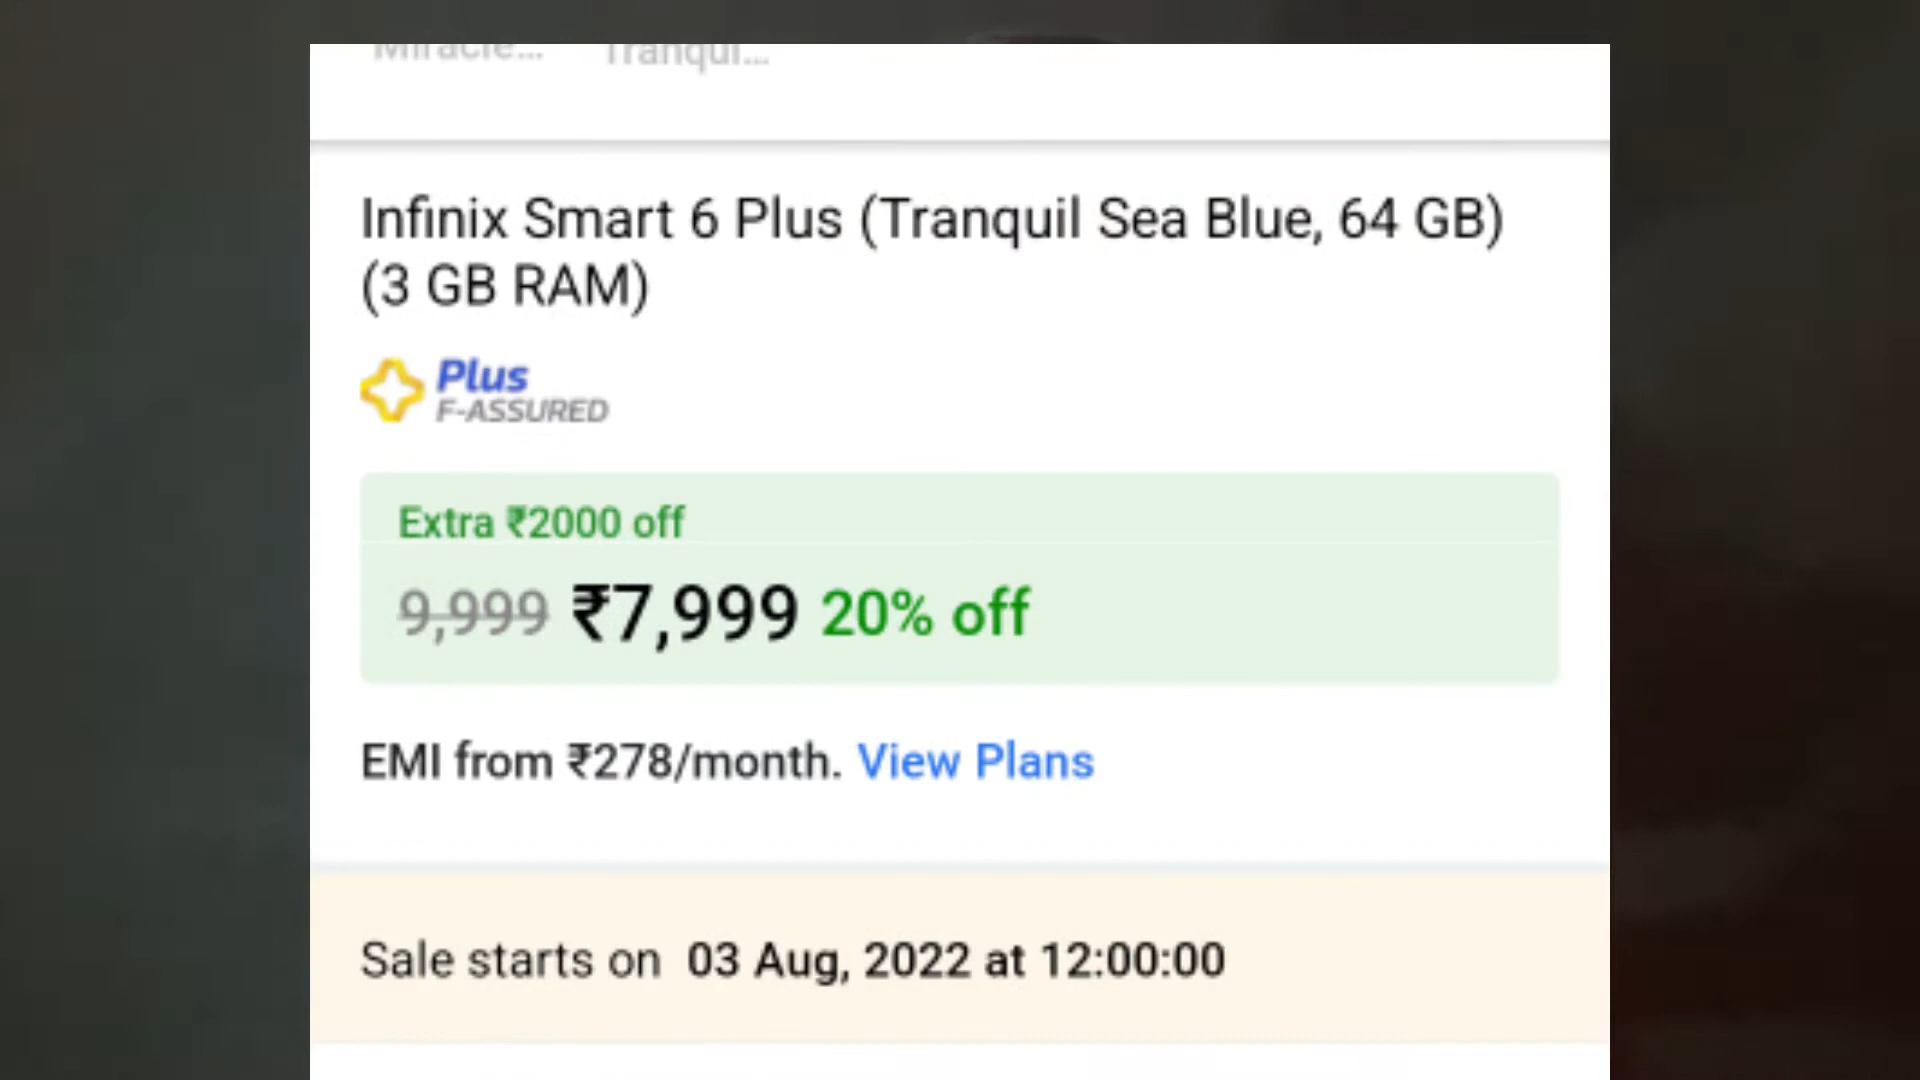 Miracle... Tranqui...
Infinix Smart 6 Plus (Tranquil Sea Blue, 64 GB)
(3 GB RAM)
Plus
F-ASSURED
Extra ₹2000 off
9,999 ₹7,999 20% off
EMI from ₹278/month. View Plans
Sale starts on 03 Aug, 2022 at 12:00:00